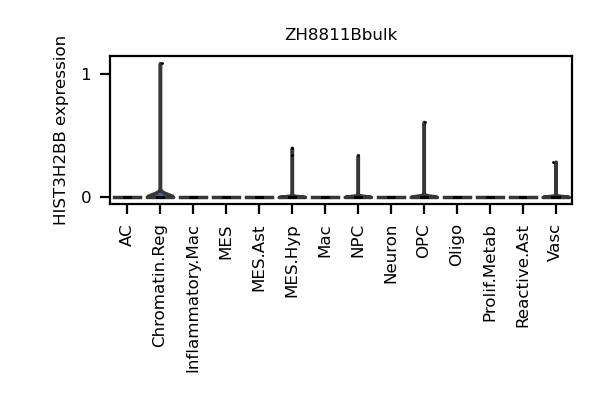 ZH8811Bbulk
HIST3H2BB expression
1
0
AC
Chromatin.Reg
Inflammatory.Mac
MES
MES.Ast
MES.Hyp
Mac
NPC
Neuron
OPC
Oligo
Prolif.Metab
Reactive.Ast
Vasc